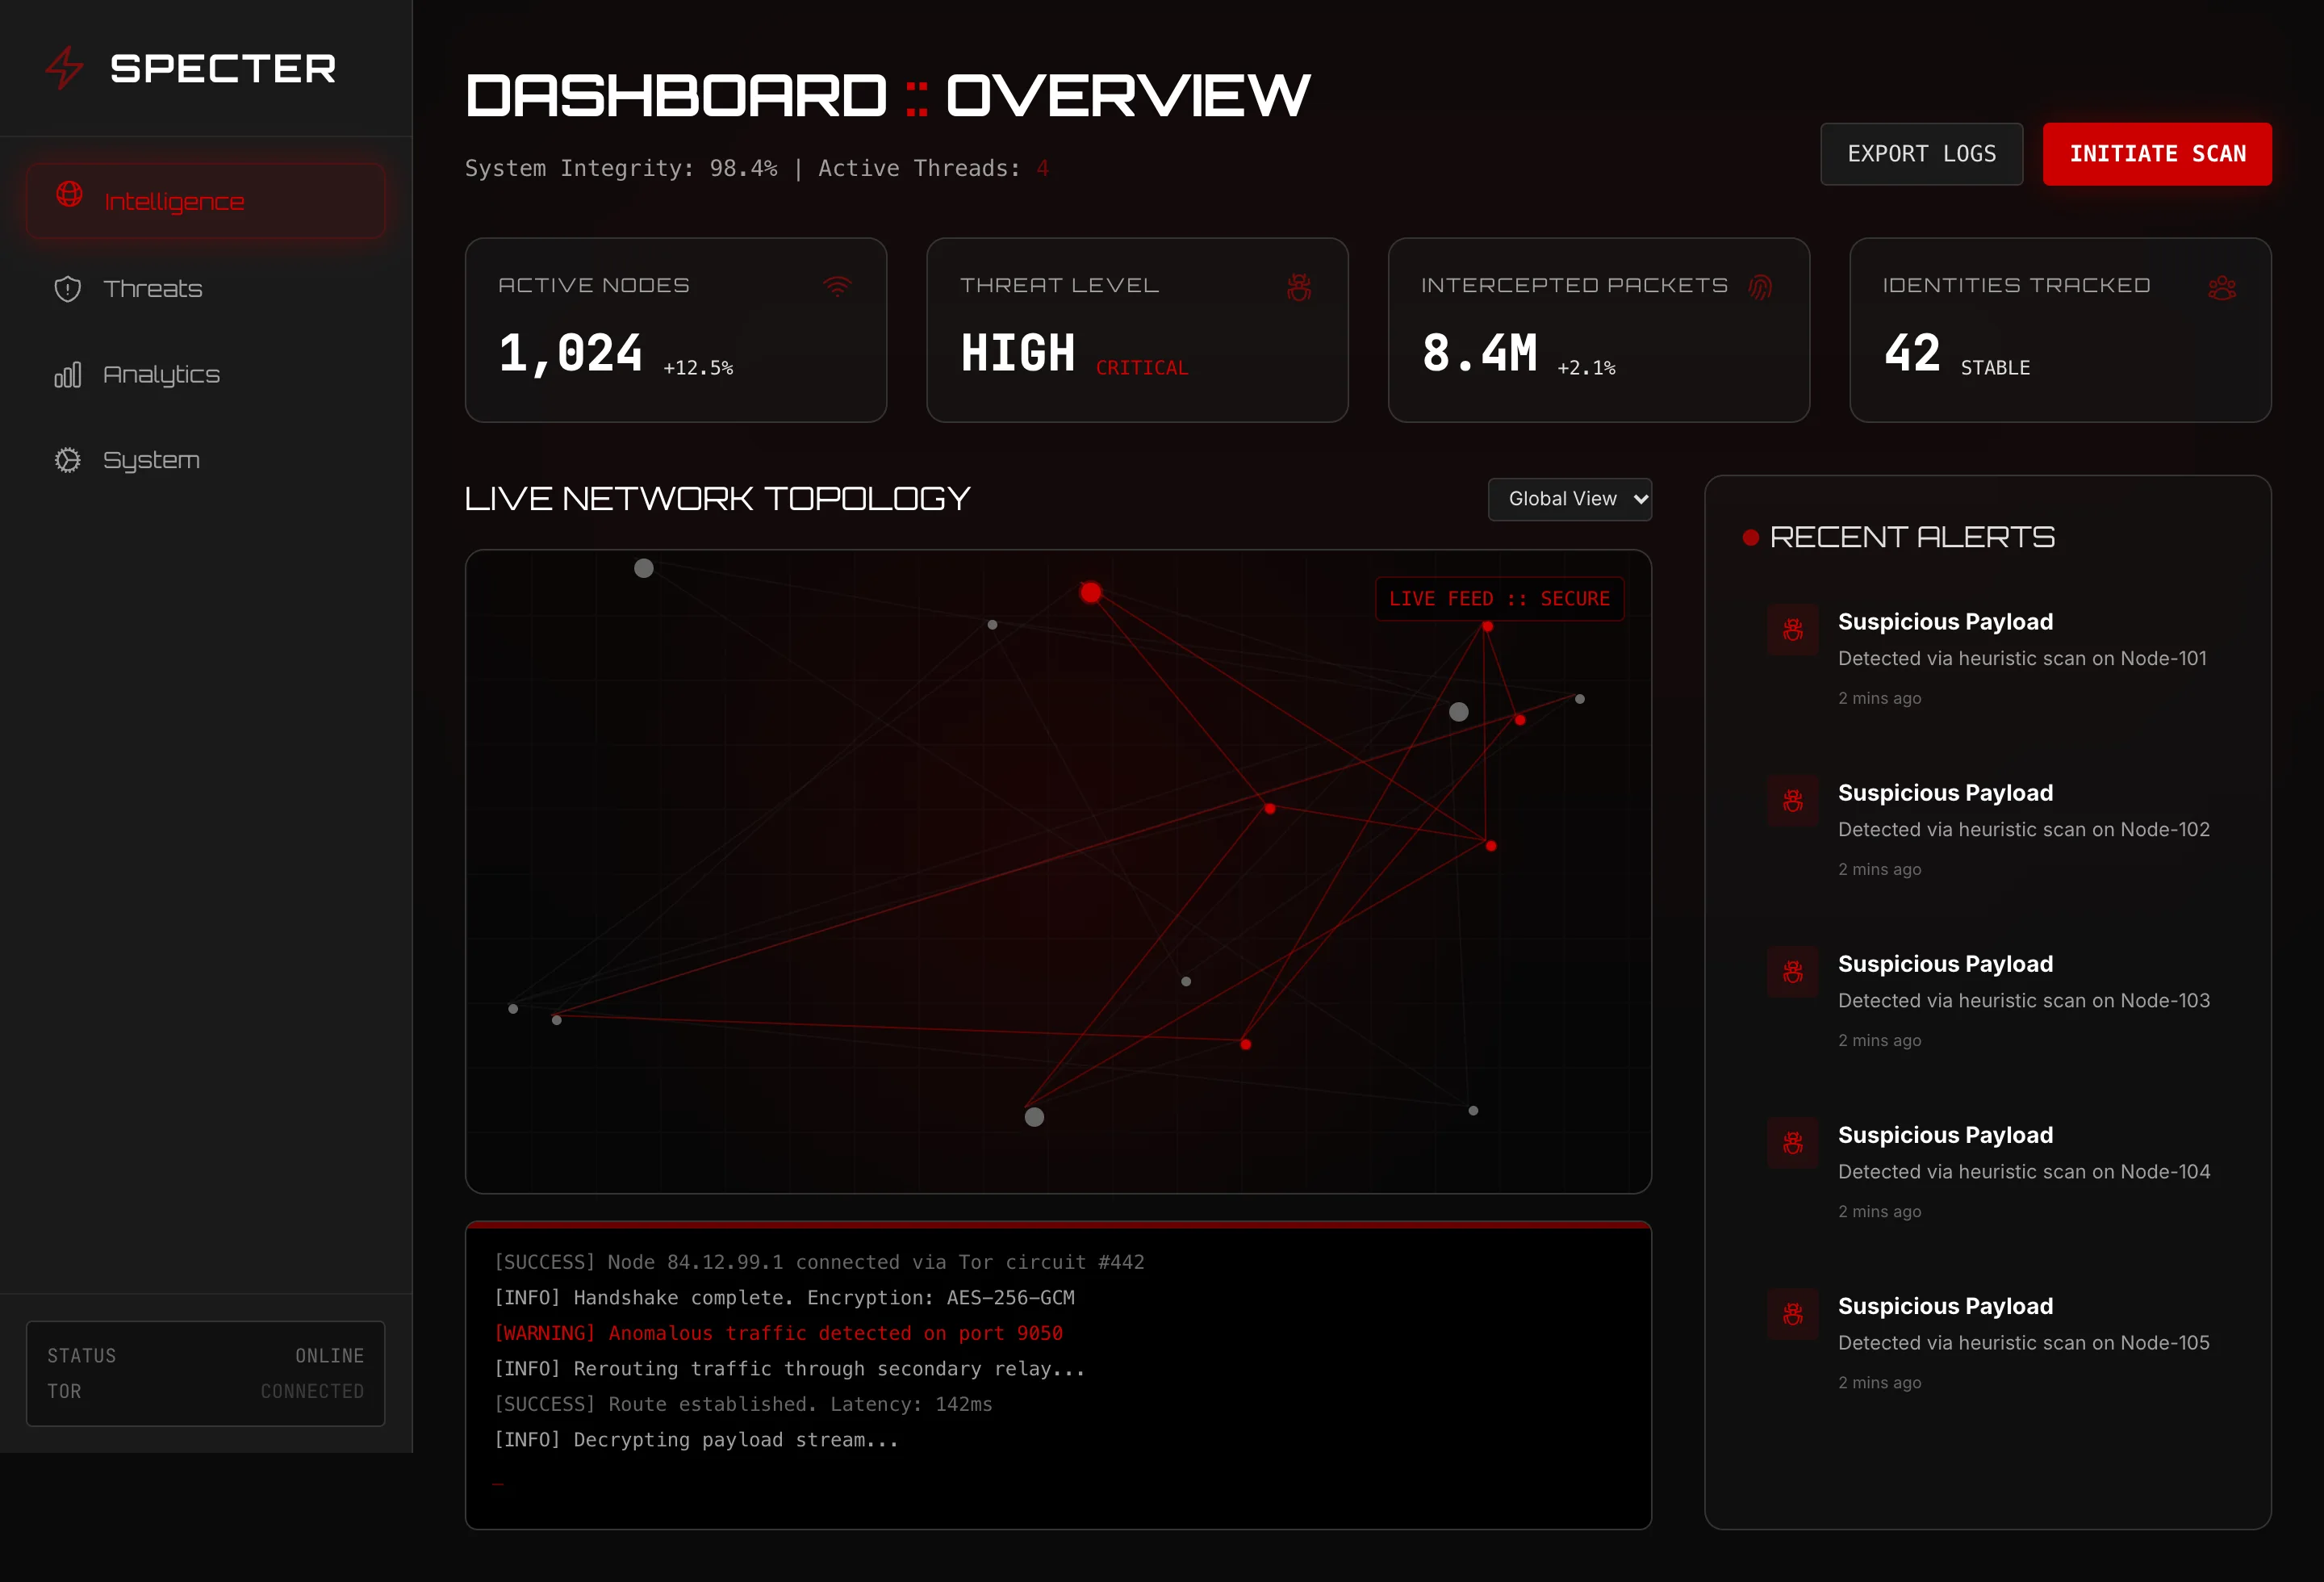 SPECTER
Intelligence
Threats
Analytics
System
STATUS ONLINE
TOR CONNECTED
DASHBOARD :: OVERVIEW
System Integrity: 98.4% | Active Threads: 4
EXPORT LOGS
INITIATE SCAN
ACTIVE NODES
1,024 +12.5%
THREAT LEVEL
HIGH CRITICAL
INTERCEPTED PACKETS
8.4M +2.1%
IDENTITIES TRACKED
42 STABLE
LIVE NETWORK TOPOLOGY
Global View
LIVE FEED :: SECURE
[SUCCESS] Node 84.12.99.1 connected via Tor circuit #442
[INFO] Handshake complete. Encryption: AES-256-GCM
[WARNING] Anomalous traffic detected on port 9050
[INFO] Rerouting traffic through secondary relay...
[SUCCESS] Route established. Latency: 142ms
[INFO] Decrypting payload stream...
_
RECENT ALERTS
Suspicious Payload
Detected via heuristic scan on Node-101
2 mins ago
Suspicious Payload
Detected via heuristic scan on Node-102
2 mins ago
Suspicious Payload
Detected via heuristic scan on Node-103
2 mins ago
Suspicious Payload
Detected via heuristic scan on Node-104
2 mins ago
Suspicious Payload
Detected via heuristic scan on Node-105
2 mins ago